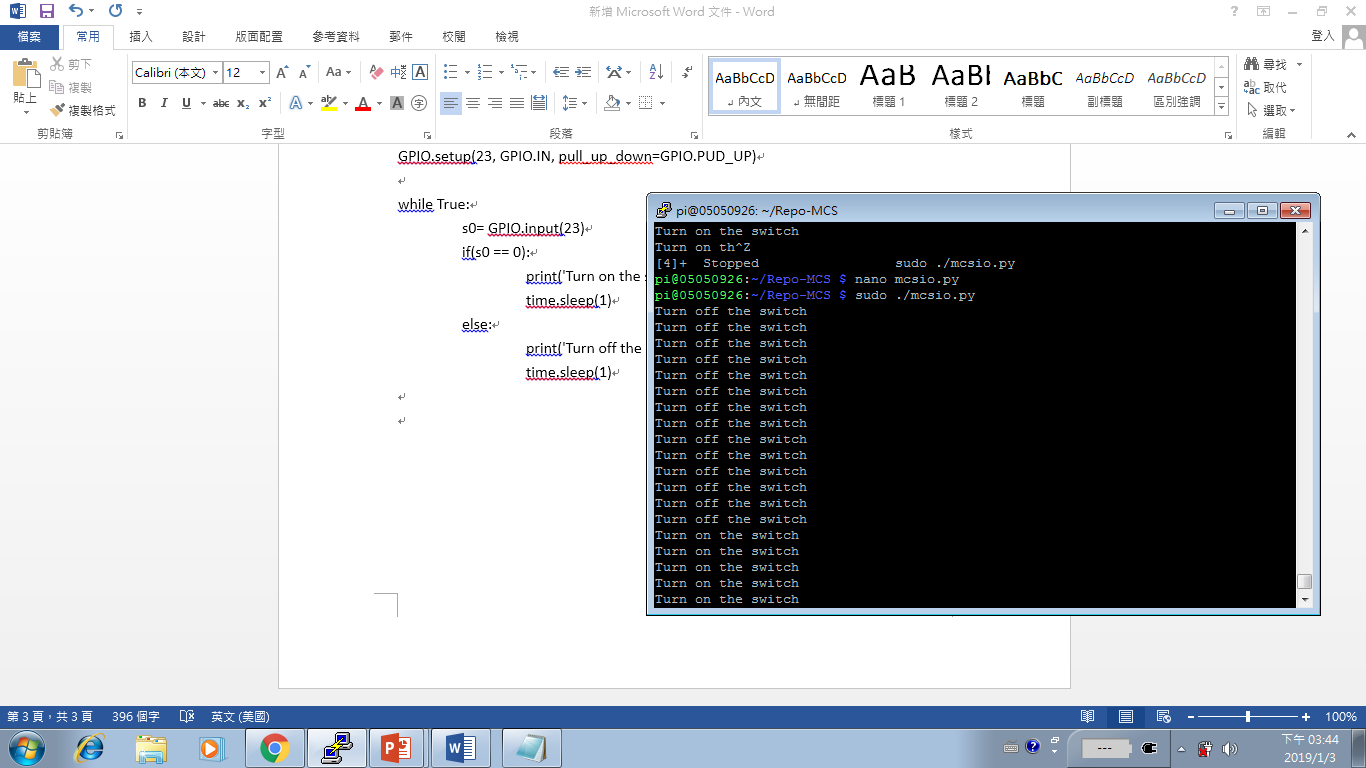 新增 Microsoft Word 文件 - Word
檔案 常用 插入 設計 版面配置 參考資料 郵件 校閱 檢視 登入
貼上 剪下 複製 複製格式
Calibri (本文) 12
AaBbCcD AaBbCcD AaB AaBl AaBbC AaBbCcD AaBbCcD
內文 無間距 標題 1 標題 2 標題 副標題 區別強調
尋找 取代 選取
剪貼簿 字型 段落 樣式 編輯
GPIO.setup(23, GPIO.IN, pull_up_down=GPIO.PUD_UP)
while True:
s0= GPIO.input(23)
if(s0 == 0):
print('Turn on the s
time.sleep(1)
else:
print('Turn off the
time.sleep(1)
pi@05050926: ~/Repo-MCS
Turn on the switch
Turn on th^Z
[4]+ Stopped sudo ./mcsio.py
pi@05050926:~/Repo-MCS $ nano mcsio.py
pi@05050926:~/Repo-MCS $ sudo ./mcsio.py
Turn off the switch
Turn off the switch
Turn off the switch
Turn off the switch
Turn off the switch
Turn off the switch
Turn off the switch
Turn off the switch
Turn off the switch
Turn off the switch
Turn off the switch
Turn off the switch
Turn off the switch
Turn off the switch
Turn on the switch
Turn on the switch
Turn on the switch
Turn on the switch
Turn on the switch
第 3 頁，共 3 頁 396 個字 英文 (美國) 100%
下午 03:44
2019/1/3